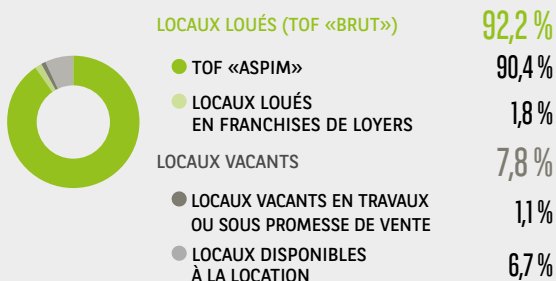 LOCAUX LOUÉS (TOF «BRUT») 92,2 %
TOF «ASPIM» 90,4 %
LOCAUX LOUÉS
EN FRANCHISES DE LOYERS 1,8 %
LOCAUX VACANTS 7,8 %
LOCAUX VACANTS EN TRAVAUX
OU SOUS PROMESSE DE VENTE 1,1 %
LOCAUX DISPONIBLES
À LA LOCATION 6,7 %